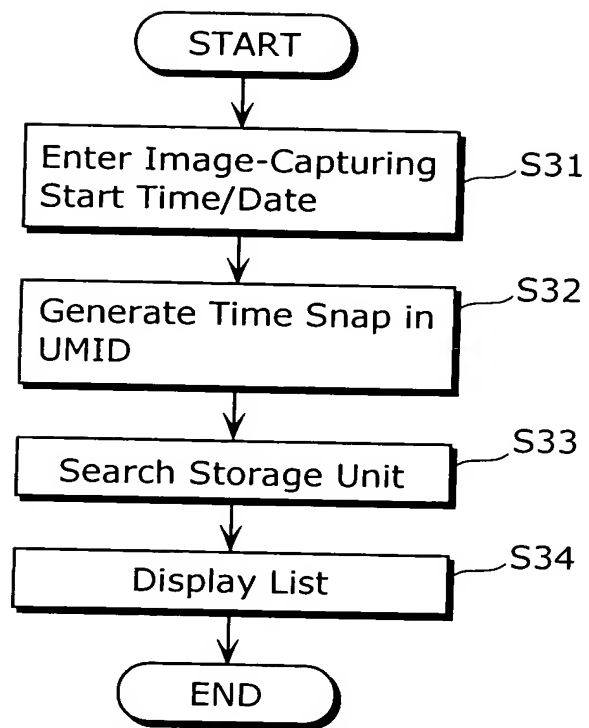 START
Enter Image-Capturing
Start Time/Date
S31
Generate Time Snap in
UMID
S32
Search Storage Unit
S33
Display List
S34
END